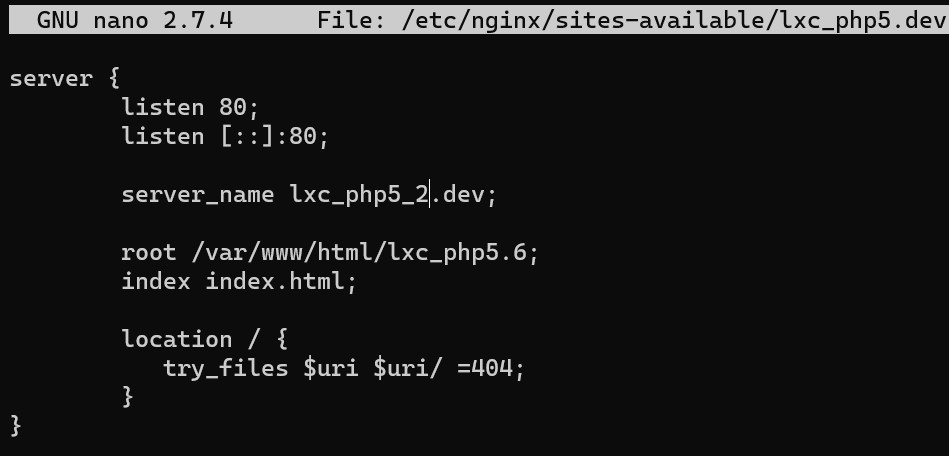 GNU nano 2.7.4 File: /etc/nginx/sites-available/lxc_php5.dev
server {
listen 80;
listen [::]:80;
server_name lxc_php5_2.dev;
root /var/www/html/lxc_php5.6;
index index.html;
location / {
try_files $uri $uri/ =404;
}
}